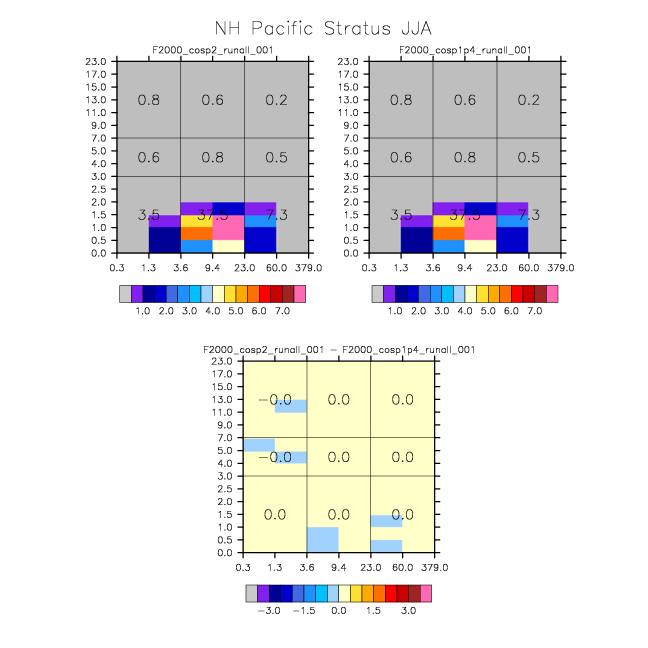 NH Pacific Stratus JJA
F2000_cosp2_runall_001 F2000_cosp1p4_runall_001
23.0 23.0
17.0 17.0
15.0 15.0
13.0 0.8 0.6 0.2 13.0 0.8 0.6 0.2
11.0 11.0
9.0 9.0
7.0 7.0
5.0 5.0
4.0 0.6 0.8 0.5 4.0 0.6 0.8 0.5
3.0 3.0
2.5 2.5
2.0 2.0
1.5 3.5 37.5 7.3 1.5 3.5 37.5 7.3
1.0 1.0
0.5 0.5
0.0 0.0
0.3 1.3 3.6 9.4 23.0 60.0 379.0 0.3 1.3 3.6 9.4 23.0 60.0 379.0
1.0 2.0 3.0 4.0 5.0 6.0 7.0 1.0 2.0 3.0 4.0 5.0 6.0 7.0
F2000_cosp2_runall_001 − F2000_cosp1p4_runall_001
23.0
17.0
15.0
13.0 −0.0 0.0 0.0
11.0
9.0
7.0
5.0
4.0 −0.0 0.0 0.0
3.0
2.5
2.0
1.5 0.0 0.0 0.0
1.0
0.5
0.0
0.3 1.3 3.6 9.4 23.0 60.0 379.0
−3.0 −1.5 0.0 1.5 3.0